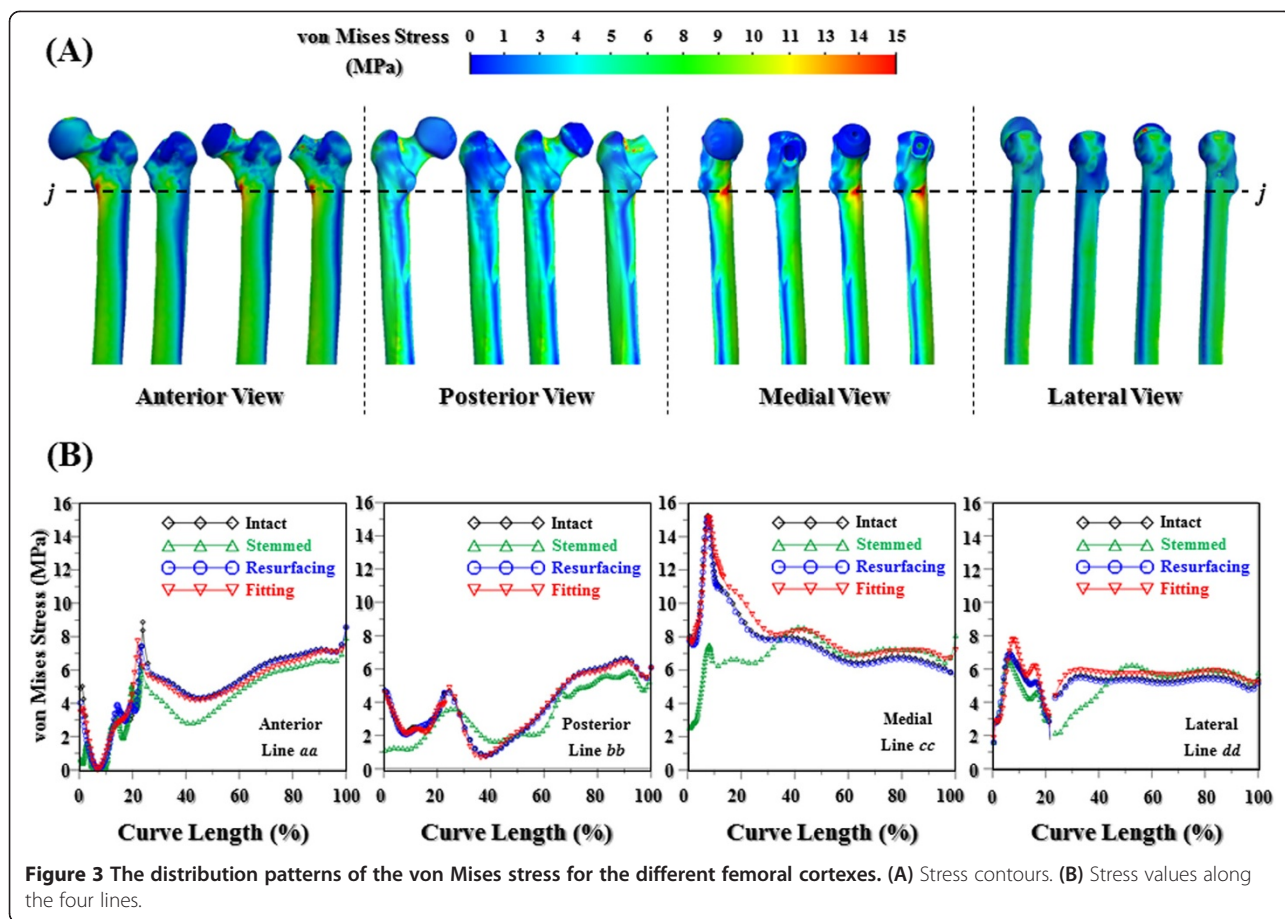 (A)
von Mises Stress
(MPa)
0 1 3 4 5 6 8 9 10 11 13 14 15
j j
Anterior View Posterior View Medial View Lateral View
(B)
von Mises Stress (MPa)
16 14 12 10 8 6 4 2 0
Intact
Stemmed
Resurfacing
Fitting
Anterior
Line aa
0 20 40 60 80 100
Curve Length (%)
16 14 12 10 8 6 4 2 0
Intact
Stemmed
Resurfacing
Fitting
Posterior
Line bb
0 20 40 60 80 100
Curve Length (%)
16 14 12 10 8 6 4 2 0
Intact
Stemmed
Resurfacing
Fitting
Medial
Line cc
0 20 40 60 80 100
Curve Length (%)
16 14 12 10 8 6 4 2 0
Intact
Stemmed
Resurfacing
Fitting
Lateral
Line dd
0 20 40 60 80 100
Curve Length (%)
Figure 3 The distribution patterns of the von Mises stress for the different femoral cortexes. (A) Stress contours. (B) Stress values along
the four lines.